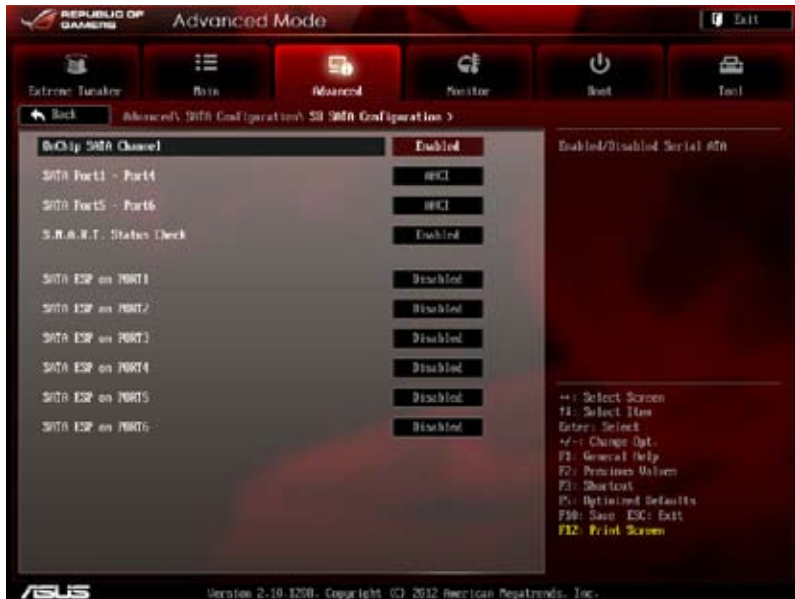 REPUBLIC OF
GAMERS
Advanced Mode
Exit
Extreme Tweaker
Main
Advanced
Monitor
Boot
Tool
Back
Advanced\ SATA Configuration\ SB SATA Configuration >
OnChip SATA Channel
Enabled
Enabled/Disabled Serial ATA
SATA Port1 - Port4
AHCI
SATA Port5 - Port6
AHCI
S.M.A.R.T. Status Check
Enabled
SATA ESP on PORT1
Disabled
SATA ESP on PORT2
Disabled
SATA ESP on PORT3
Disabled
SATA ESP on PORT4
Disabled
SATA ESP on PORT5
Disabled
SATA ESP on PORT6
Disabled
→←: Select Screen
↑↓: Select Item
Enter: Select
+/-: Change Opt.
F1: General Help
F2: Previous Values
F3: Shortcut
F5: Optimized Defaults
F10: Save ESC: Exit
F12: Print Screen
ASUS
Version 2.10.1208. Copyright (C) 2012 American Megatrends, Inc.